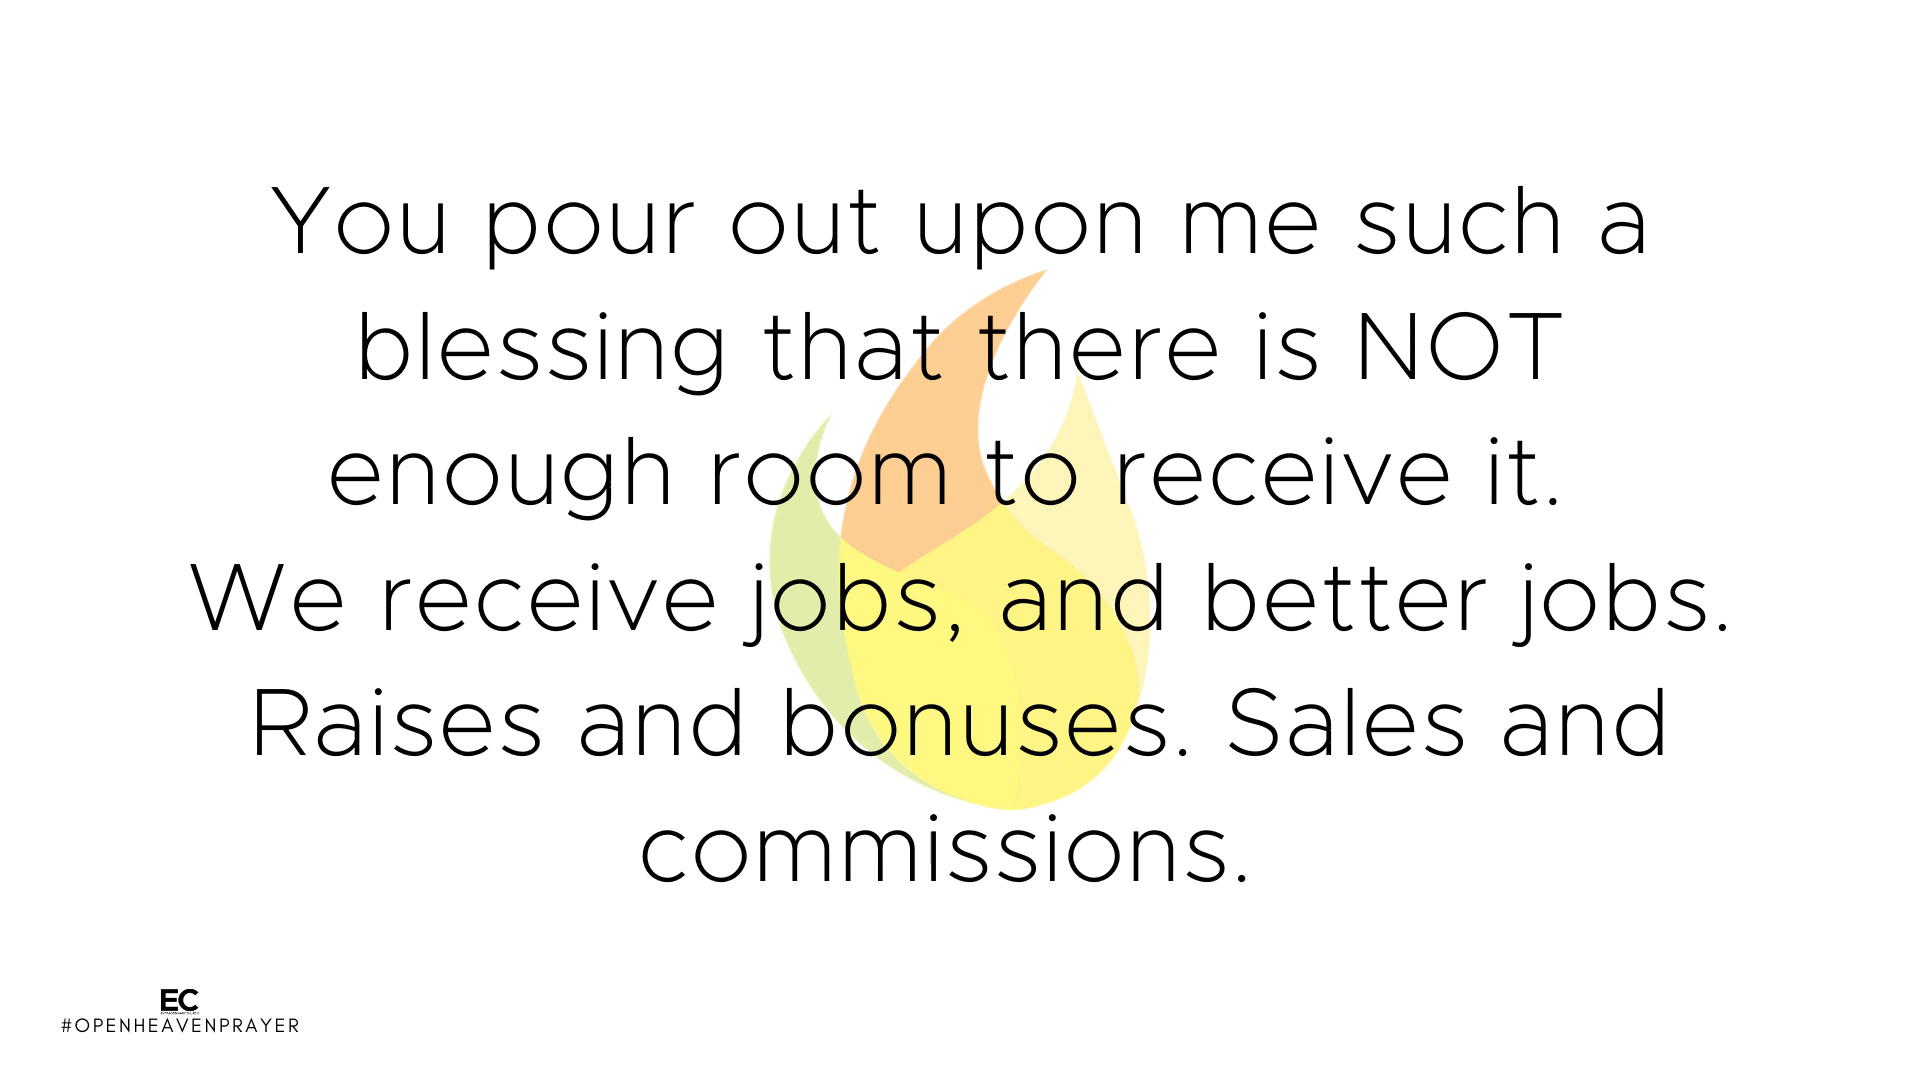 You pour out upon me such a
blessing that there is NOT
enough room to receive it.
We receive jobs, and better jobs.
Raises and bonuses. Sales and
commissions.
EC
#OPENHEAVENPRAYER